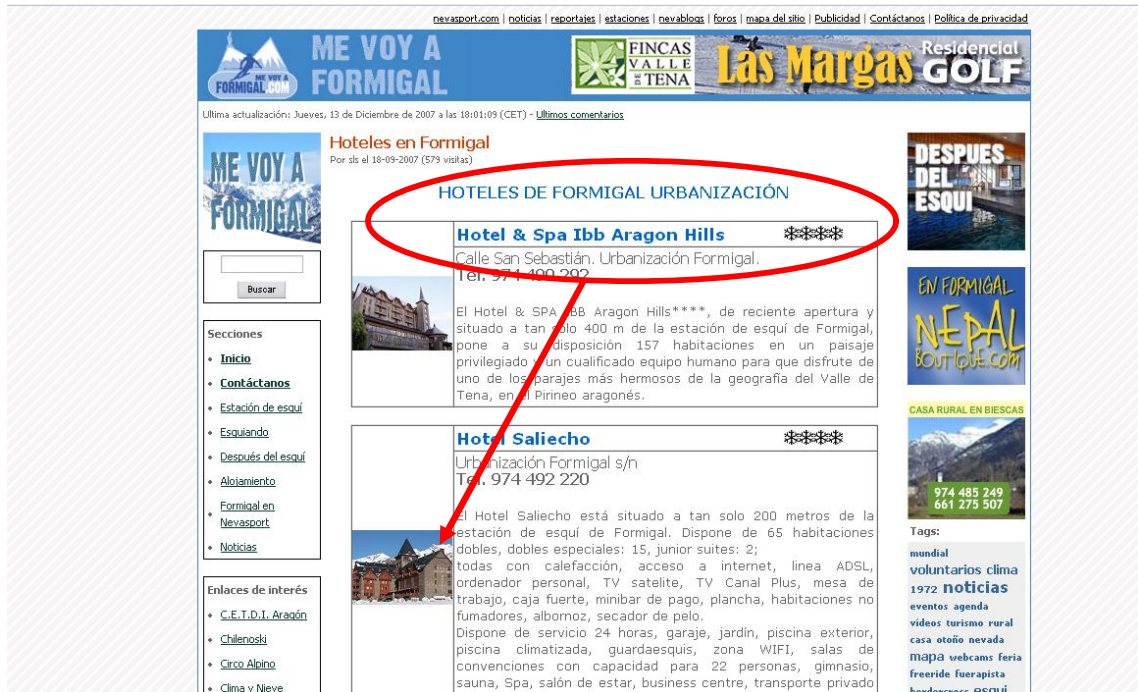 nevasport.com | noticias | reportajes | estaciones | nevablogs | foros | mapa del sitio | Publicidad | Contáctanos | Política de privacidad
ME VOY A
FORMIGAL.COM
ME VOY A
FORMIGAL
FINCAS
VALLE
DE TENA
Las Margas
Residencial
GOLF
Ultima actualización: Jueves, 13 de Diciembre de 2007 a las 18:01:09 (CET) - Ultimos comentarios
ME VOY A
FORMIGAL
Buscar
Secciones
Inicio
Contáctanos
Estación de esquí
Esquiando
Después del esquí
Alojamiento
Formigal en
Nevasport
Noticias
Enlaces de interés
C.E.T.D.I. Aragón
Chilenoski
Circo Alpino
Clima y Nieve
Hoteles en Formigal
Por sls el 18-09-2007 (579 visitas)
HOTELES DE FORMIGAL URBANIZACIÓN
Hotel & Spa Ibb Aragon Hills
Calle San Sebastián. Urbanización Formigal.
Tel. 974 490 292
El Hotel & SPA IBB Aragon Hills****, de reciente apertura y
situado a tan solo 400 m de la estación de esquí de Formigal,
pone a su disposición 157 habitaciones en un paisaje
privilegiado y un cualificado equipo humano para que disfrute de
uno de los parajes más hermosos de la geografía del Valle de
Tena, en el Pirineo aragonés.
Hotel Saliecho
Urbanización Formigal s/n
Tel. 974 492 220
El Hotel Saliecho está situado a tan solo 200 metros de la
estación de esquí de Formigal. Dispone de 65 habitaciones
dobles, dobles especiales: 15, junior suites: 2;
todas con calefacción, acceso a internet, linea ADSL,
ordenador personal, TV satelite, TV Canal Plus, mesa de
trabajo, caja fuerte, minibar de pago, plancha, habitaciones no
fumadores, albornoz, secador de pelo.
Dispone de servicio 24 horas, garaje, jardín, piscina exterior,
piscina climatizada, guardaesquis, zona WIFI, salas de
convenciones con capacidad para 22 personas, gimnasio,
sauna, Spa, salón de estar, business centre, transporte privado
DESPUES
DEL
ESQUI
EN FORMIGAL
NEPAL
BOUTIQUE.COM
CASA RURAL EN BIESCAS
974 485 249
661 275 507
Tags:
mundial
voluntarios clima
1972 noticias
eventos agenda
videos turismo rural
casa otoño nevada
mapa webcams feria
freeride fuerapista
bordercross esqui